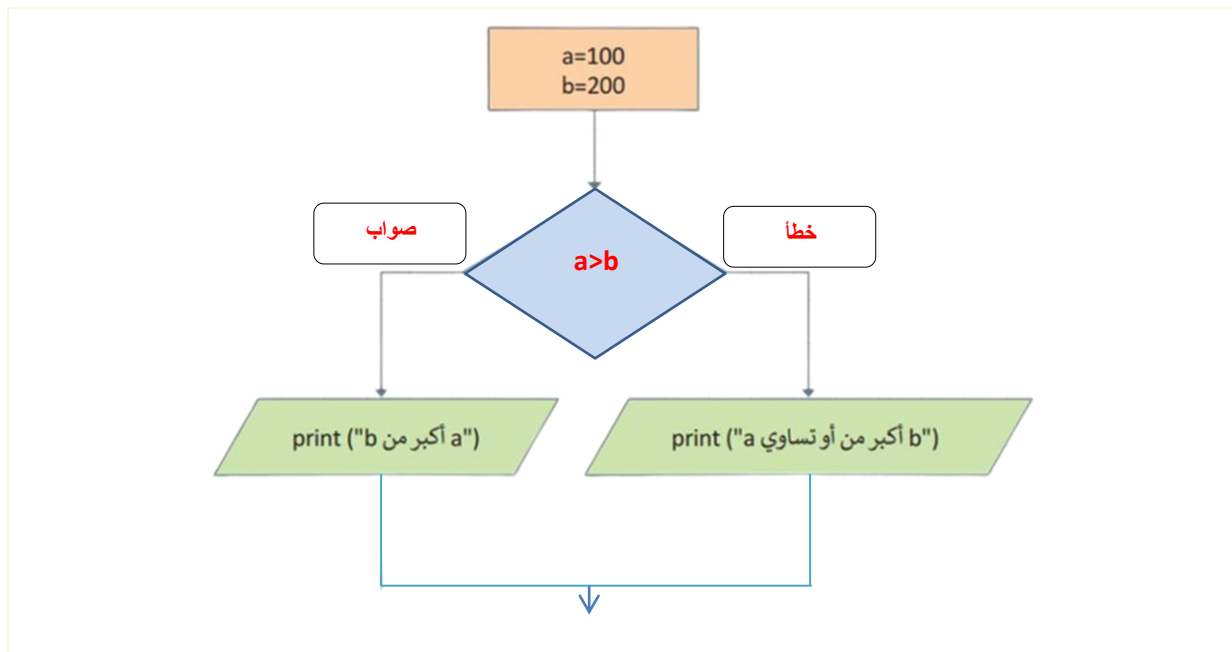 a=100
b=200
صواب
خطأ
a>b
print ("b أكبر من a")
print ("a أكبر من أو تساوي b")